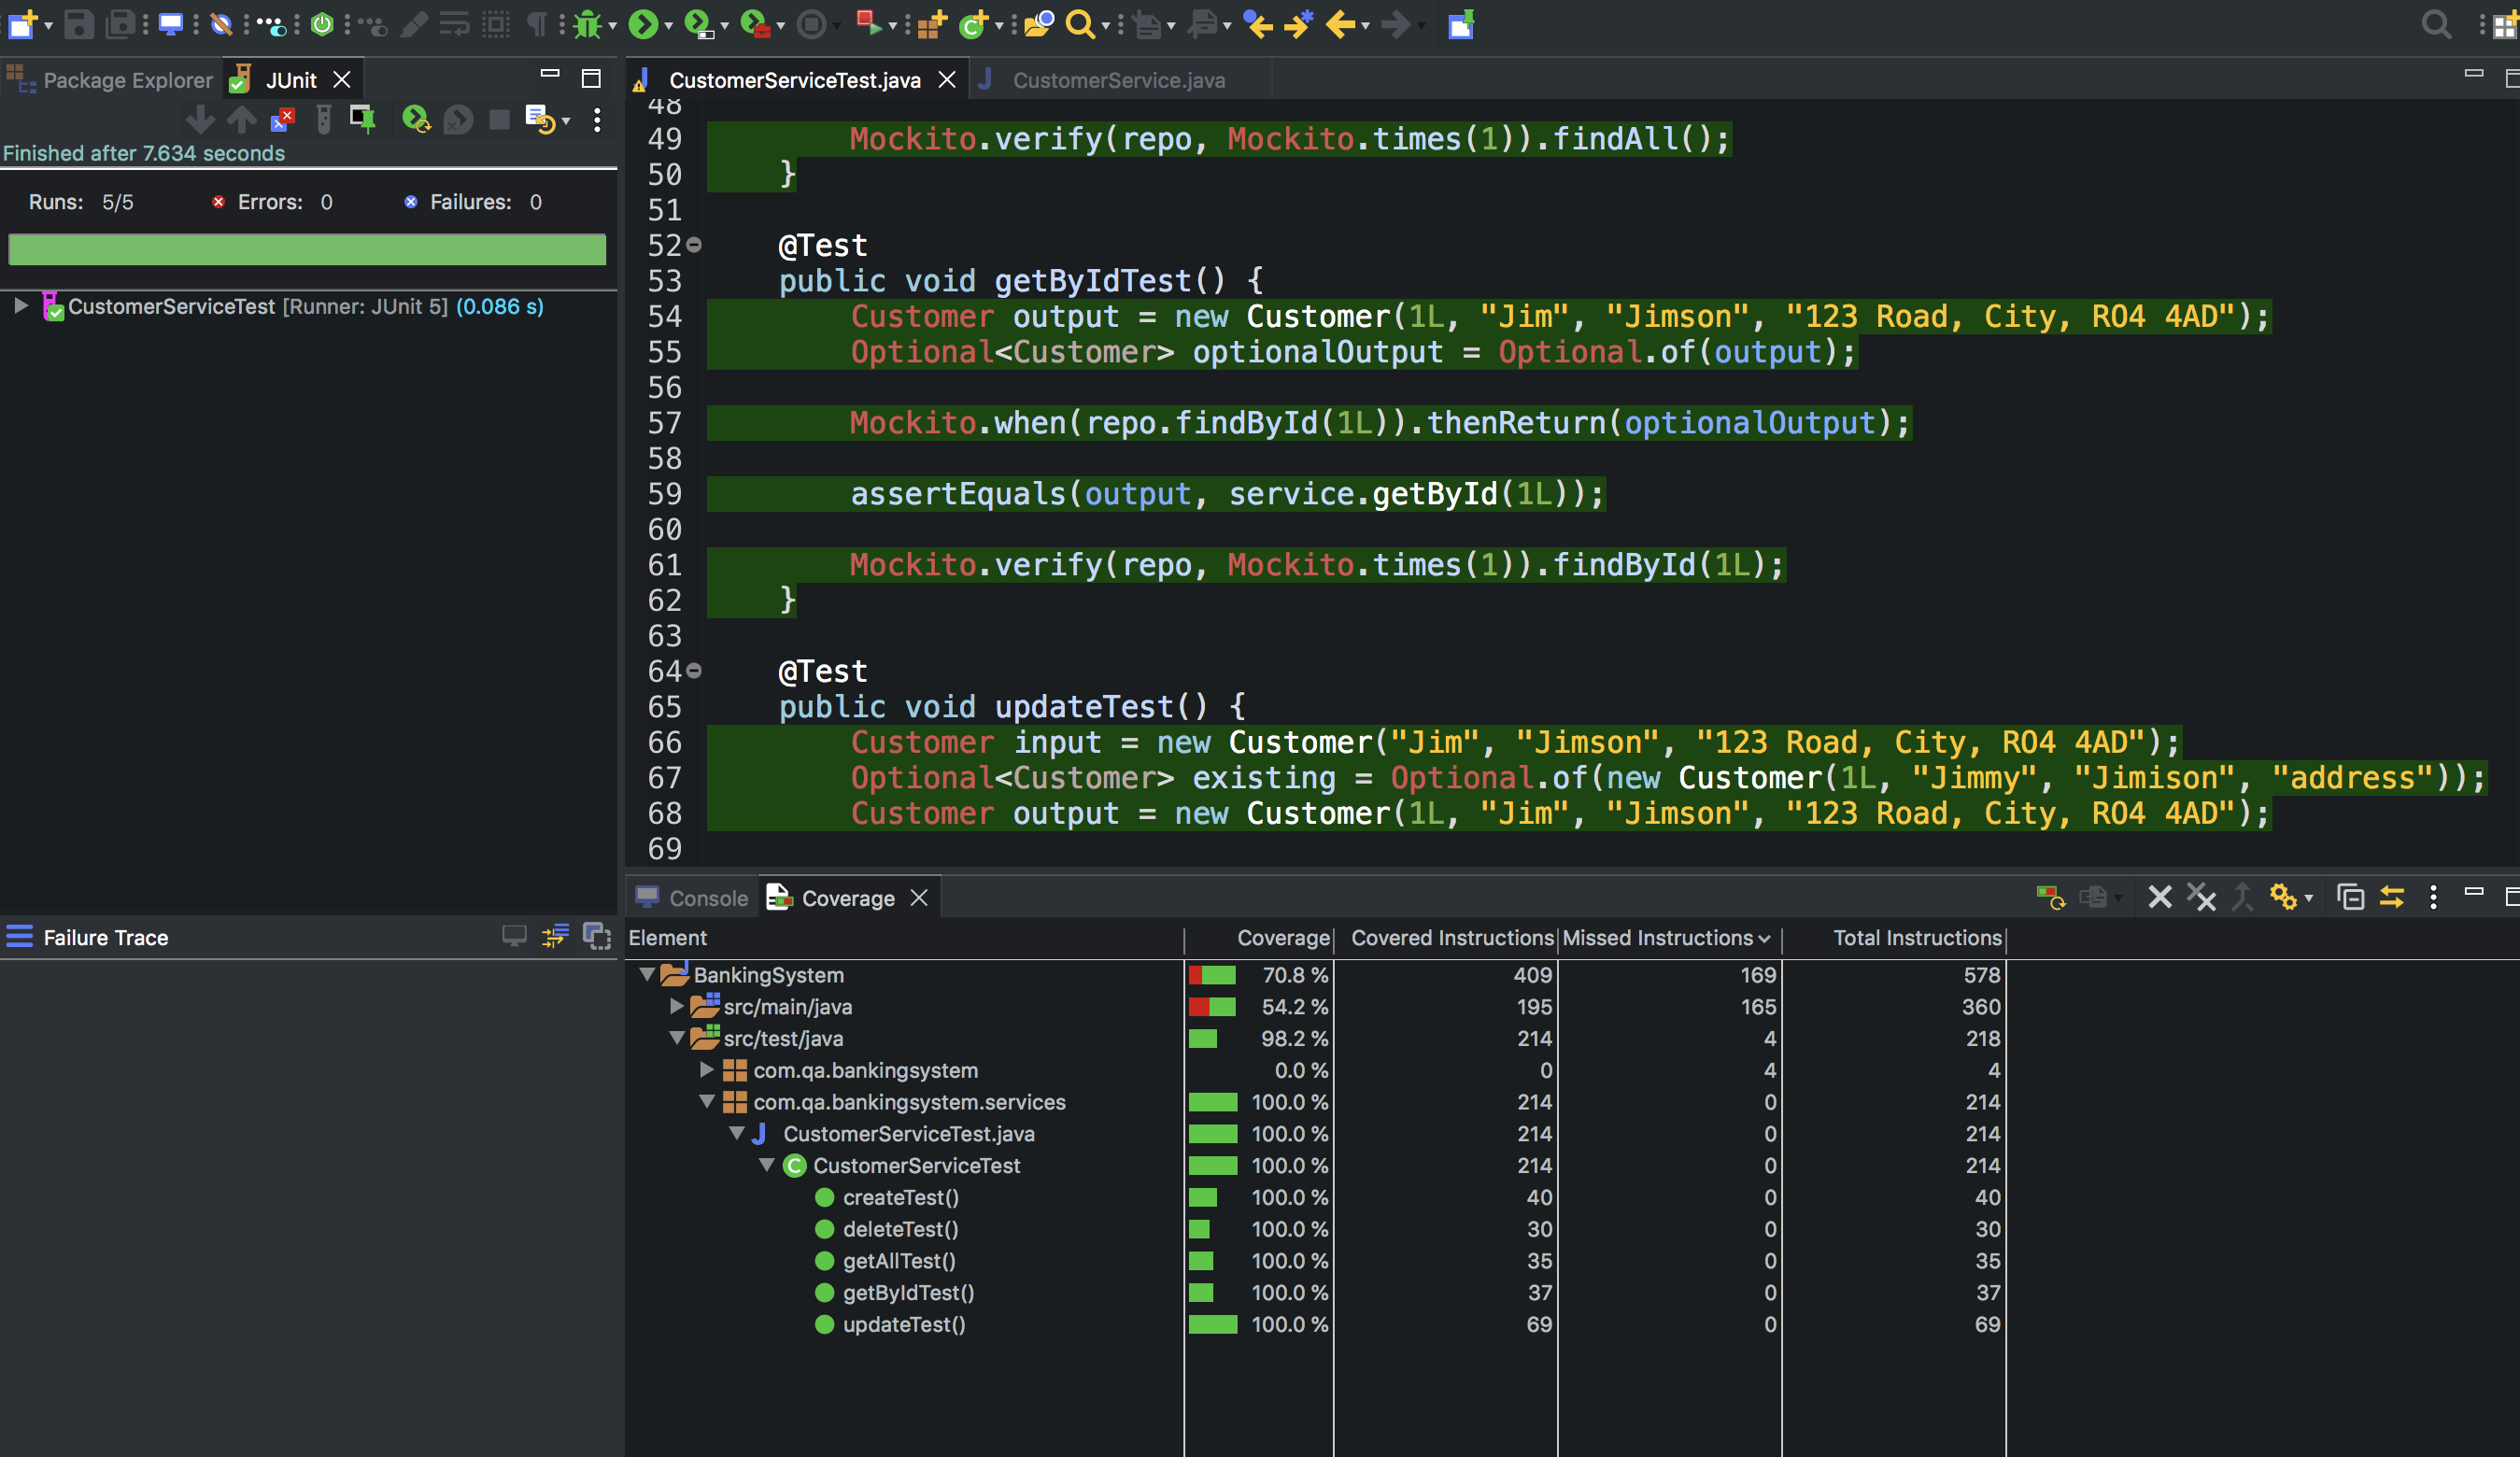 Package Explorer
JUnit
Finished after 7.634 seconds
Runs: 5/5 Errors: 0 Failures: 0
CustomerServiceTest [Runner: JUnit 5] (0.086 s)
Failure Trace
CustomerServiceTest.java
CustomerService.java
48
49 Mockito.verify(repo, Mockito.times(1)).findAll();
50 }
51
52 @Test
53 public void getByIdTest() {
54 Customer output = new Customer(1L, "Jim", "Jimson", "123 Road, City, RO4 4AD");
55 Optional<Customer> optionalOutput = Optional.of(output);
56
57 Mockito.when(repo.findById(1L)).thenReturn(optionalOutput);
58
59 assertEquals(output, service.getById(1L));
60
61 Mockito.verify(repo, Mockito.times(1)).findById(1L);
62 }
63
64 @Test
65 public void updateTest() {
66 Customer input = new Customer("Jim", "Jimson", "123 Road, City, RO4 4AD");
67 Optional<Customer> existing = Optional.of(new Customer(1L, "Jimmy", "Jimison", "address"));
68 Customer output = new Customer(1L, "Jim", "Jimson", "123 Road, City, RO4 4AD");
69
Console
Coverage
Element Coverage Covered Instructions Missed Instructions Total Instructions
BankingSystem 70.8 % 409 169 578
src/main/java 54.2 % 195 165 360
src/test/java 98.2 % 214 4 218
com.qa.bankingsystem 0.0 % 0 4 4
com.qa.bankingsystem.services 100.0 % 214 0 214
CustomerServiceTest.java 100.0 % 214 0 214
CustomerServiceTest 100.0 % 214 0 214
createTest() 100.0 % 40 0 40
deleteTest() 100.0 % 30 0 30
getAllTest() 100.0 % 35 0 35
getByIdTest() 100.0 % 37 0 37
updateTest() 100.0 % 69 0 69